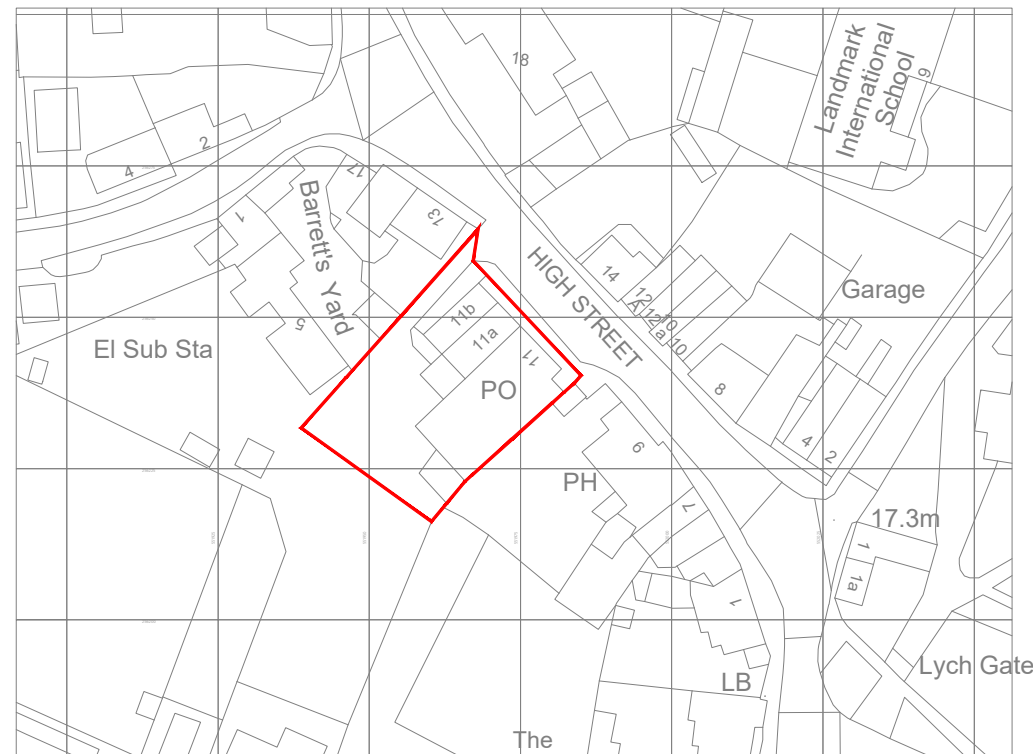 18
Landmark
International
School
9
2
4
17
13
1
Barrett's Yard
HIGH STREET
14
12
A
12
a
10
10
Garage
5
11b
11a
11
El Sub Sta
PO
8
4
2
6
PH
7
17.3m
1
1a
1
Lych Gate
LB
The